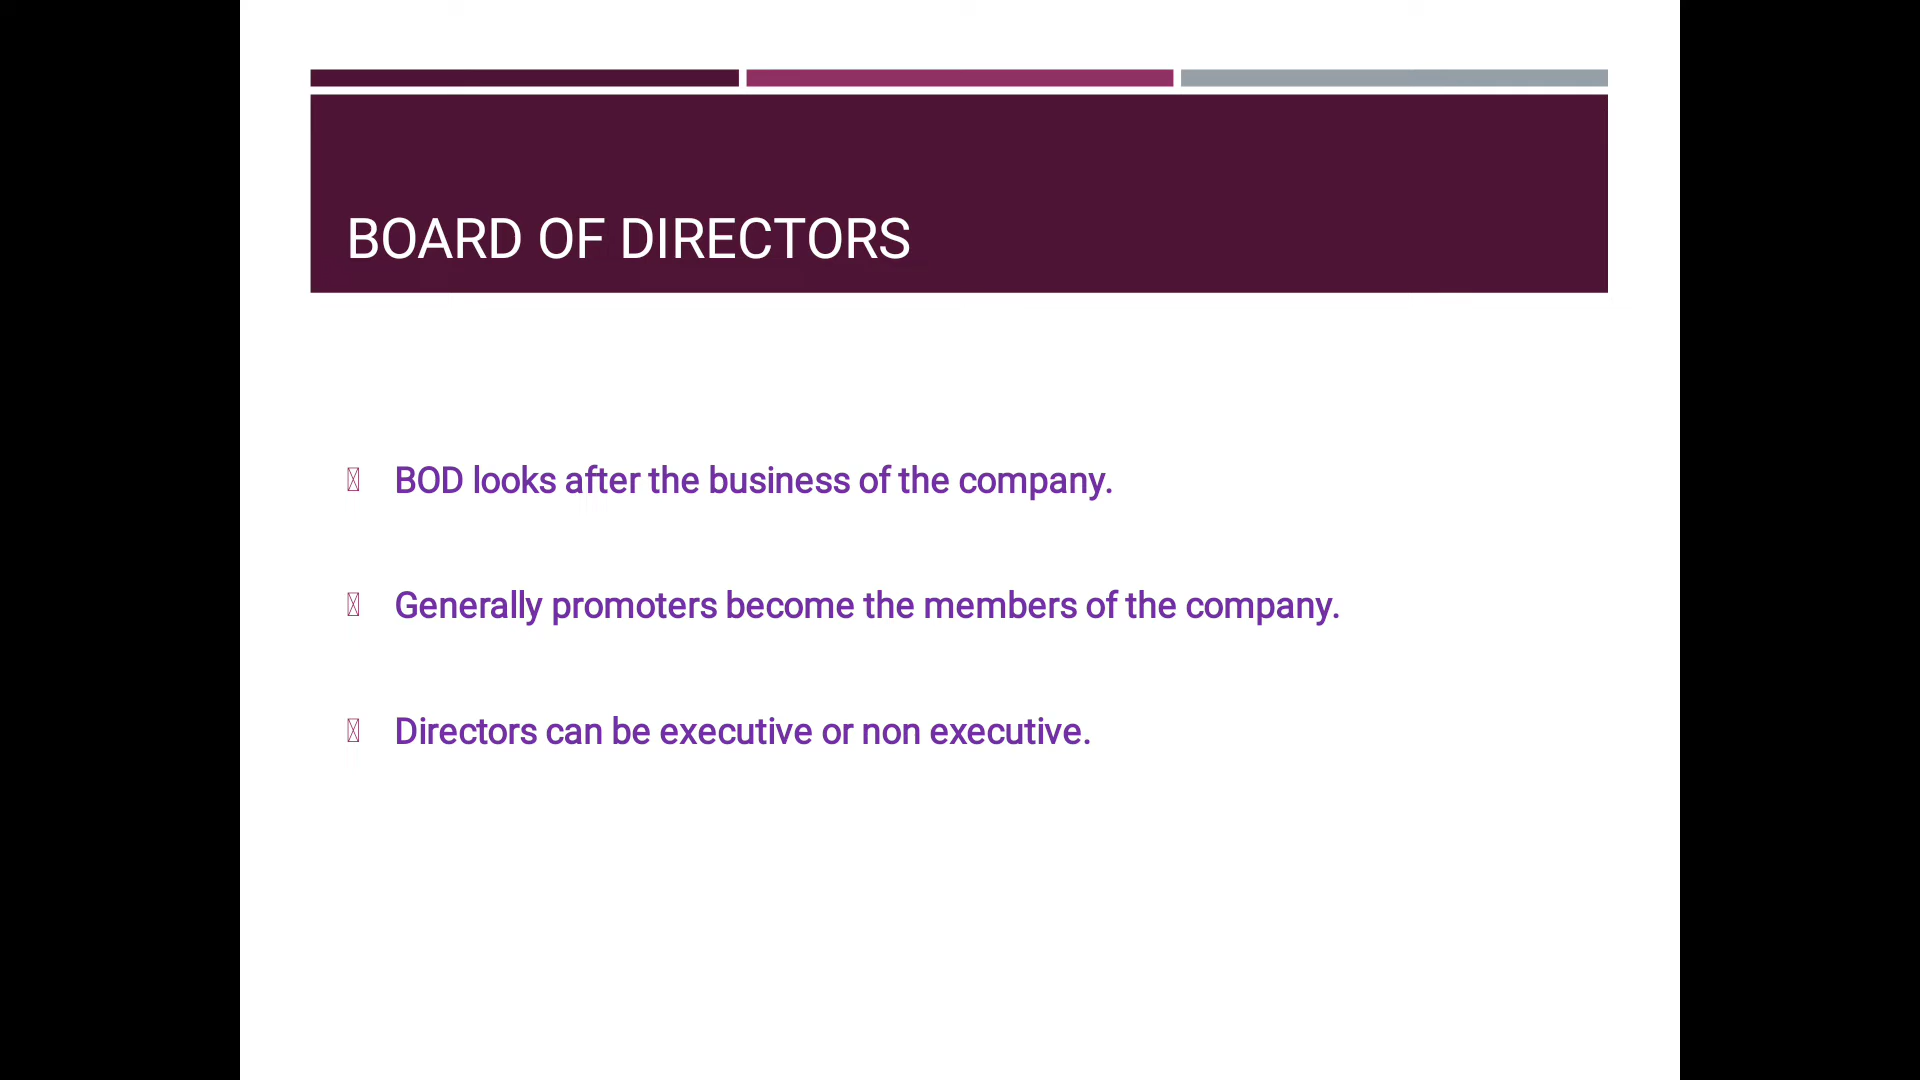 BOARD OF DIRECTORS
BOD looks after the business of the company.
Generally promoters become the members of the company.
Directors can be executive or non executive.